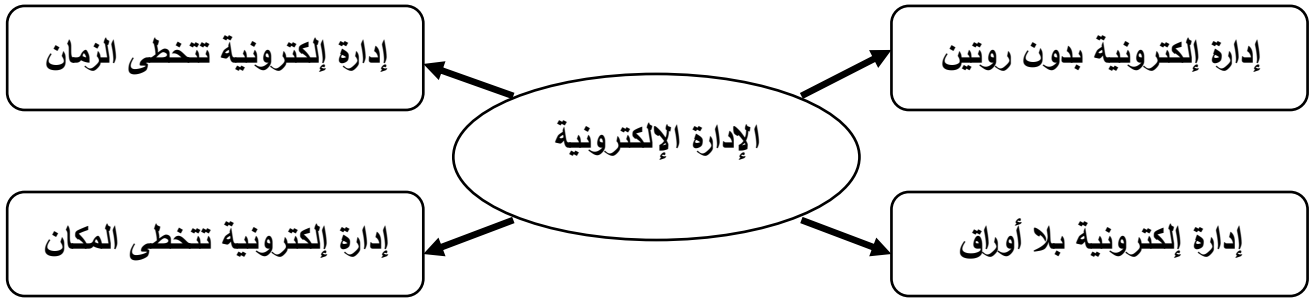 إدارة إلكترونية بدون روتين
إدارة إلكترونية تتخطى الزمان
الإدارة الإلكترونية
إدارة إلكترونية بلا أوراق
إدارة إلكترونية تتخطى المكان